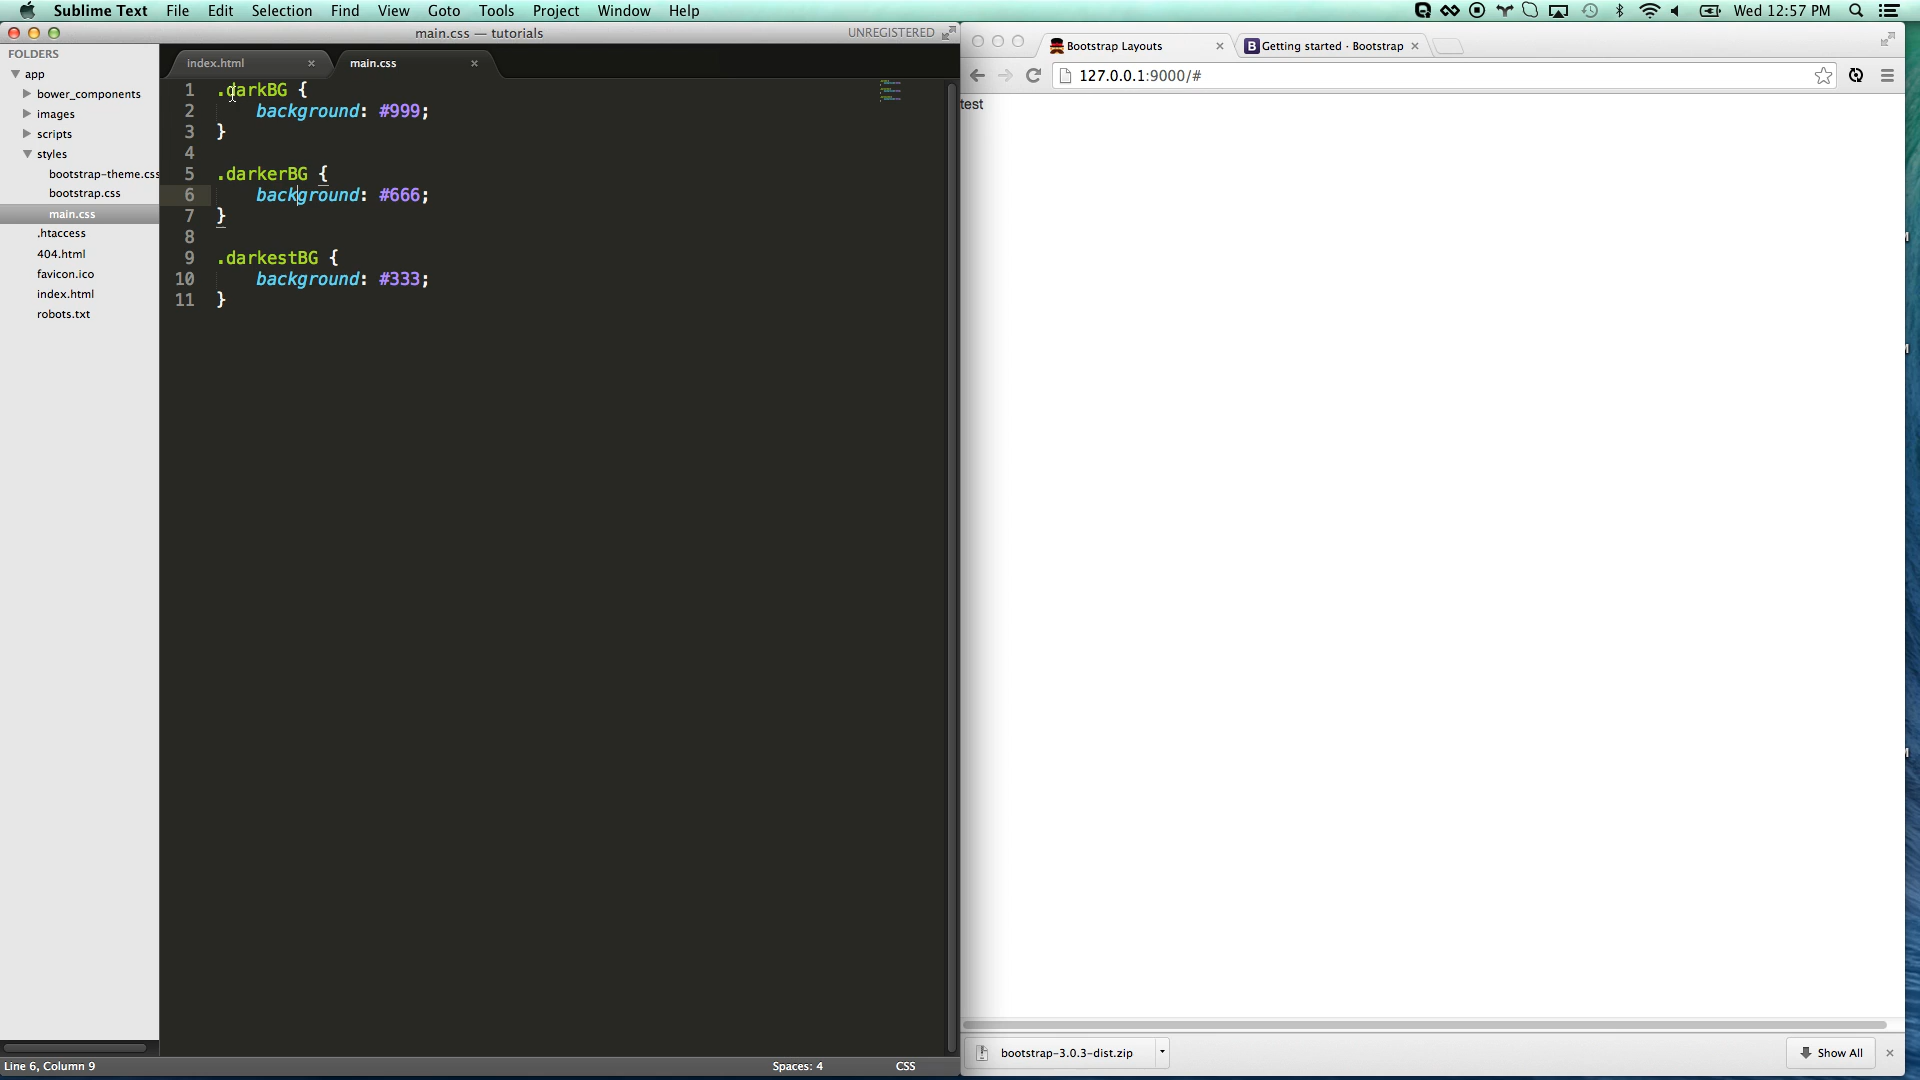 Sublime Text File Edit Selection Find View Goto Tools Project Window Help
Wed 12:57 PM
main.css — tutorials
UNREGISTERED
FOLDERS
app
bower_components
images
scripts
styles
bootstrap-theme.css
bootstrap.css
main.css
.htaccess
404.html
favicon.ico
index.html
robots.txt
index.html × main.css ×
1 .darkBG {
2 background: #999;
3 }
4
5 .darkerBG {
6 background: #666;
7 }
8
9 .darkestBG {
10 background: #333;
11 }
Line 6, Column 9
Spaces: 4
CSS
Bootstrap Layouts × Getting started · Bootstrap ×
127.0.0.1:9000/#
test
bootstrap-3.0.3-dist.zip
Show All ×